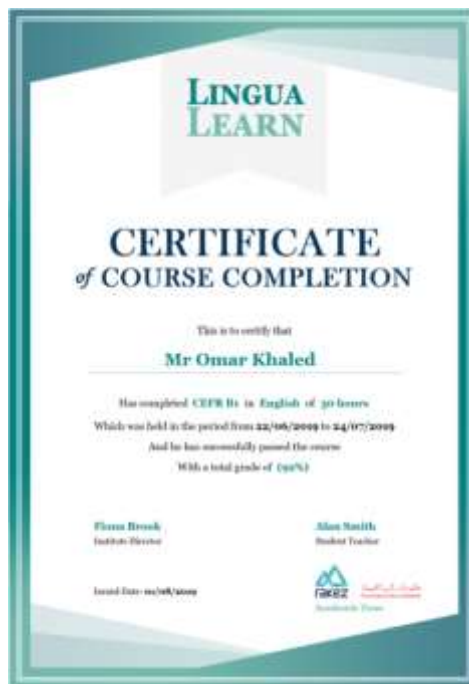 LINGUA
LEARN
CERTIFICATE
of COURSE COMPLETION
This is to certify that
Mr Omar Khaled
Has completed CEFR B1 in English of 30 hours
Which was held in the period from 22/06/2019 to 24/07/2019
And he has successfully passed the course
With a total grade of (92%)
Fiona Brook
Institute Director
Alan Smith
Student Teacher
Issued Date- 01/08/2019
rakez
Academic Zone